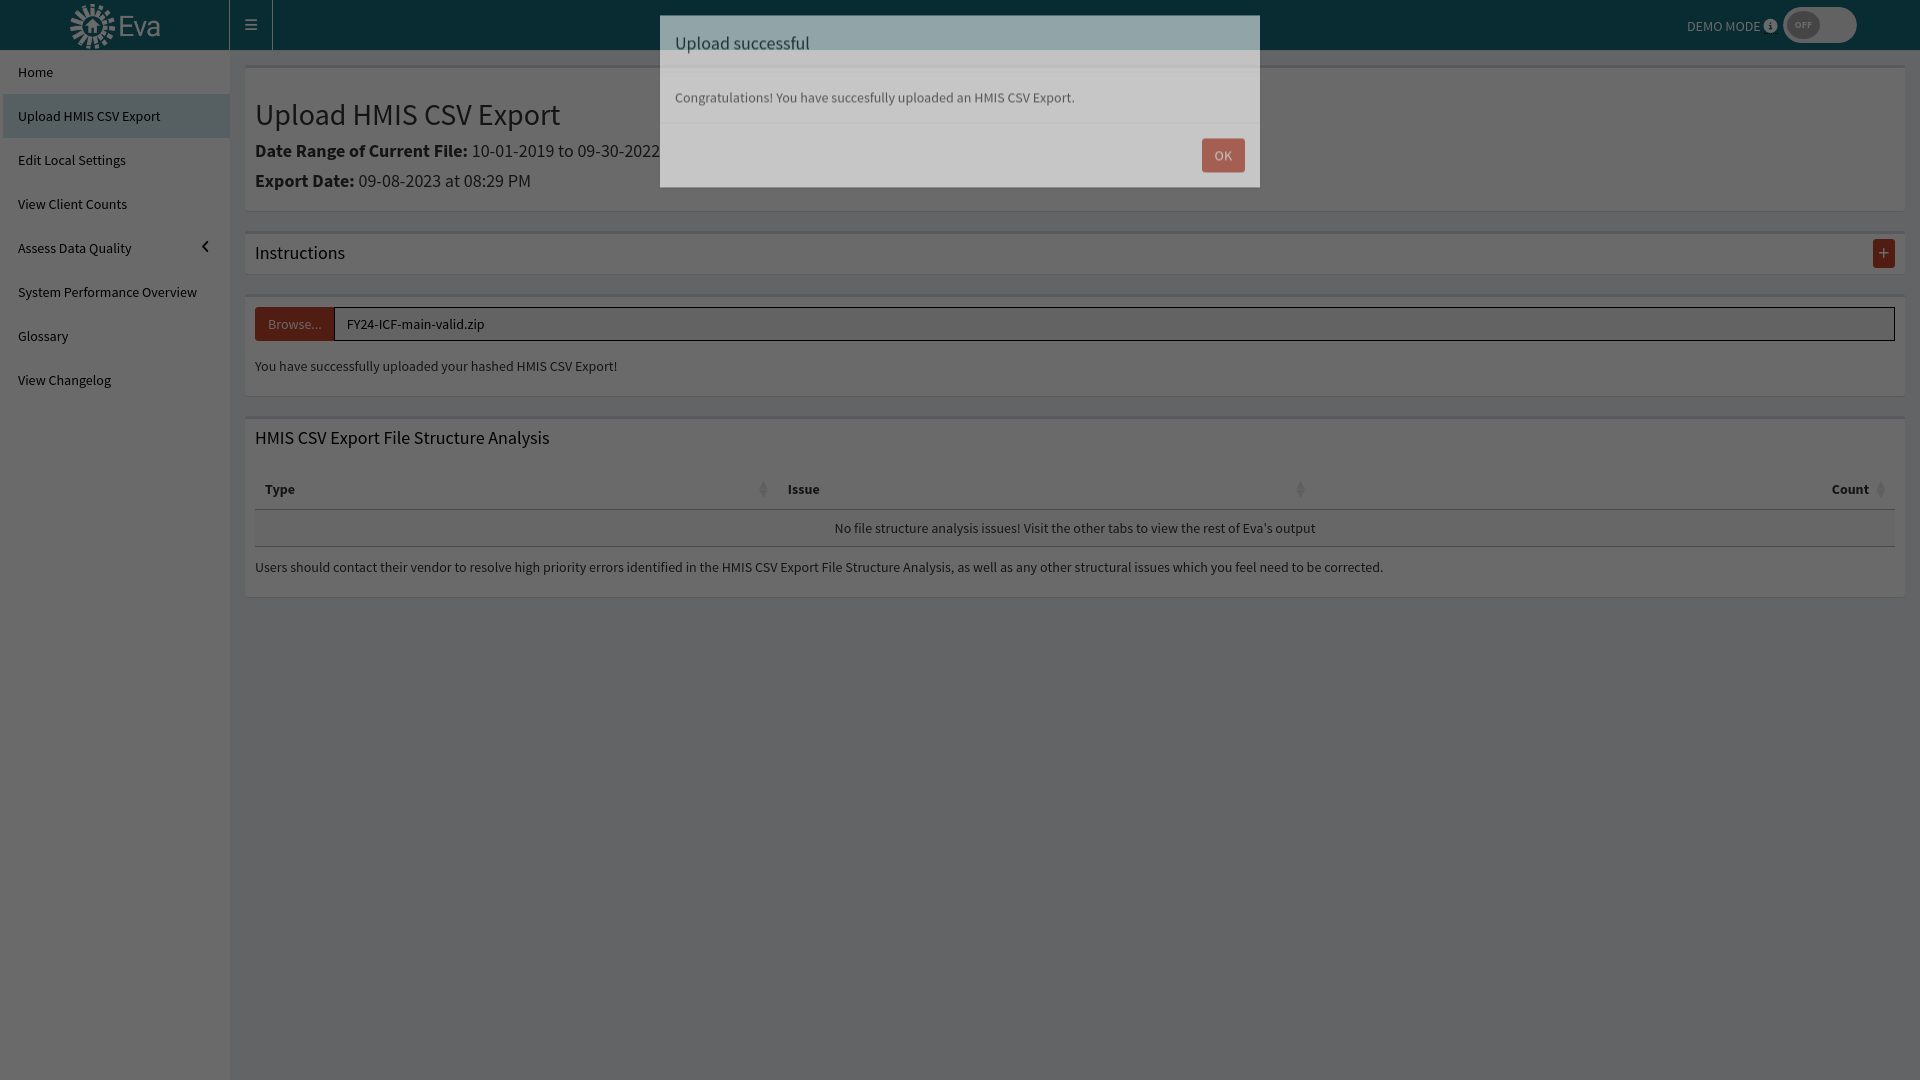 Eva
☰
DEMO MODE
OFF
Upload successful
Congratulations! You have succesfully uploaded an HMIS CSV Export.
OK
Home
Upload HMIS CSV Export
Edit Local Settings
View Client Counts
Assess Data Quality
System Performance Overview
Glossary
View Changelog
Upload HMIS CSV Export
Date Range of Current File: 10-01-2019 to 09-30-2022
Export Date: 09-08-2023 at 08:29 PM
Instructions
+
Browse... FY24-ICF-main-valid.zip
You have successfully uploaded your hashed HMIS CSV Export!
HMIS CSV Export File Structure Analysis
Type Issue Count
No file structure analysis issues! Visit the other tabs to view the rest of Eva's output
Users should contact their vendor to resolve high priority errors identified in the HMIS CSV Export File Structure Analysis, as well as any other structural issues which you feel need to be corrected.